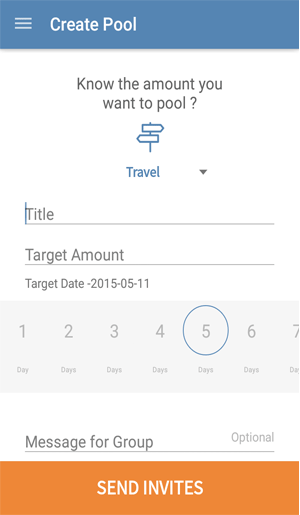 Create Pool
Know the amount you
want to pool ?
Travel
Title
Target Amount
Target Date -2015-05-11
1 2 3 4 5 6 7
Day Days Days Days Days Days Days
Message for Group Optional
SEND INVITES